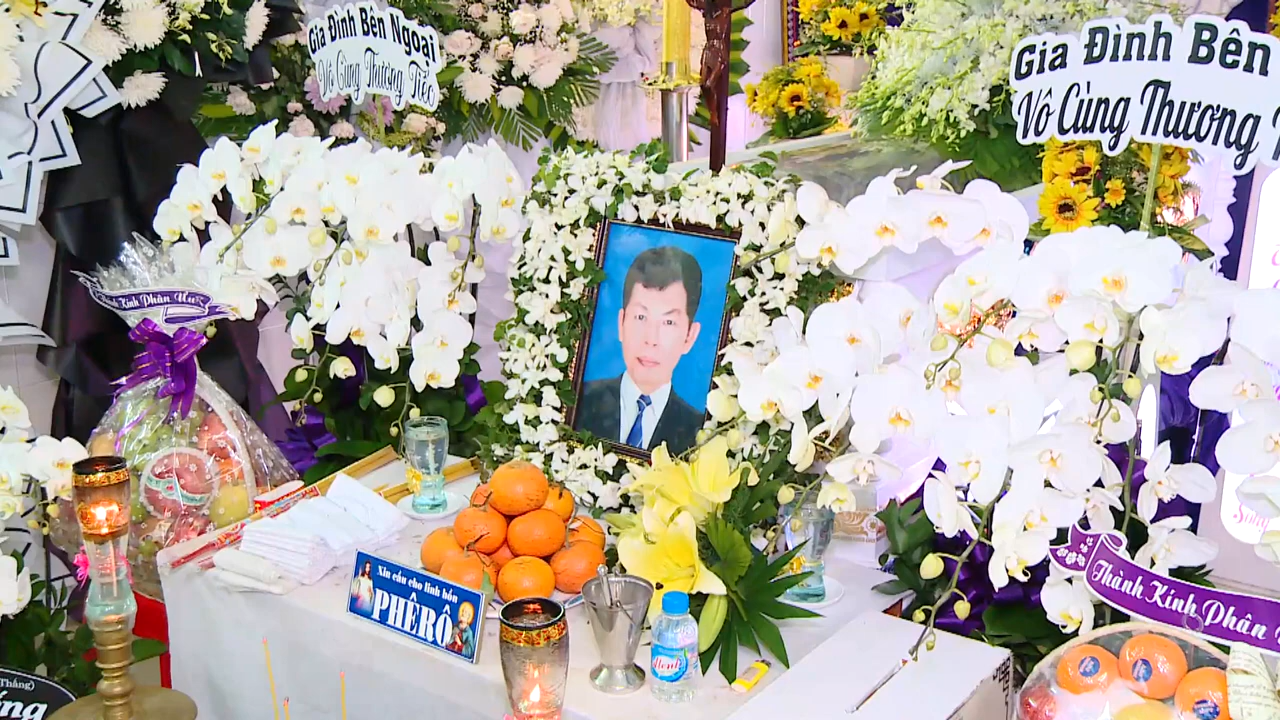 Gia Đình Bên Ngoại
Vô Cùng Thương Tiếc
Gia Đình Bên
Vô Cùng Thương
Kính Phân Ưu
Xin cầu cho linh hồn
PHÊRÔ
Thành Kính Phân
Tháng)